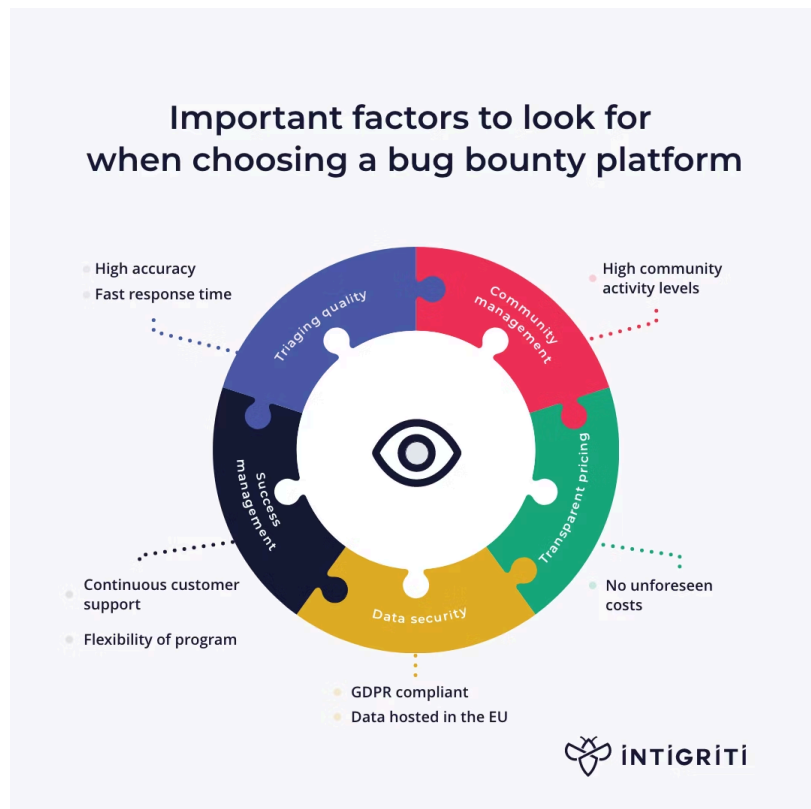 Important factors to look for
when choosing a bug bounty platform
High accuracy
Fast response time
High community
activity levels
Triaging quality
Community
management
Success
management
Transparent pricing
Data security
Continuous customer
support
Flexibility of program
No unforeseen
costs
GDPR compliant
Data hosted in the EU
INTIGRITI